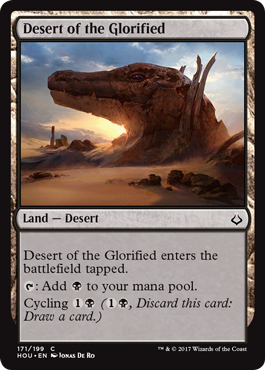 Desert of the Glorified
Land — Desert
Desert of the Glorified enters the
battlefield tapped.
: Add to your mana pool.
Cycling 1 (1 , Discard this card:
Draw a card.)
171/199 C
HOU • EN Jonas De Ro
™ & © 2017 Wizards of the Coast